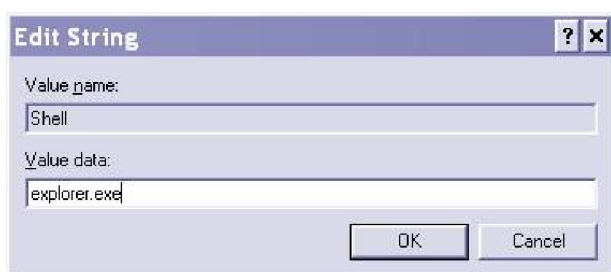 Edit String
? ×
Value name:
Shell
Value data:
explorer.exe
OK Cancel